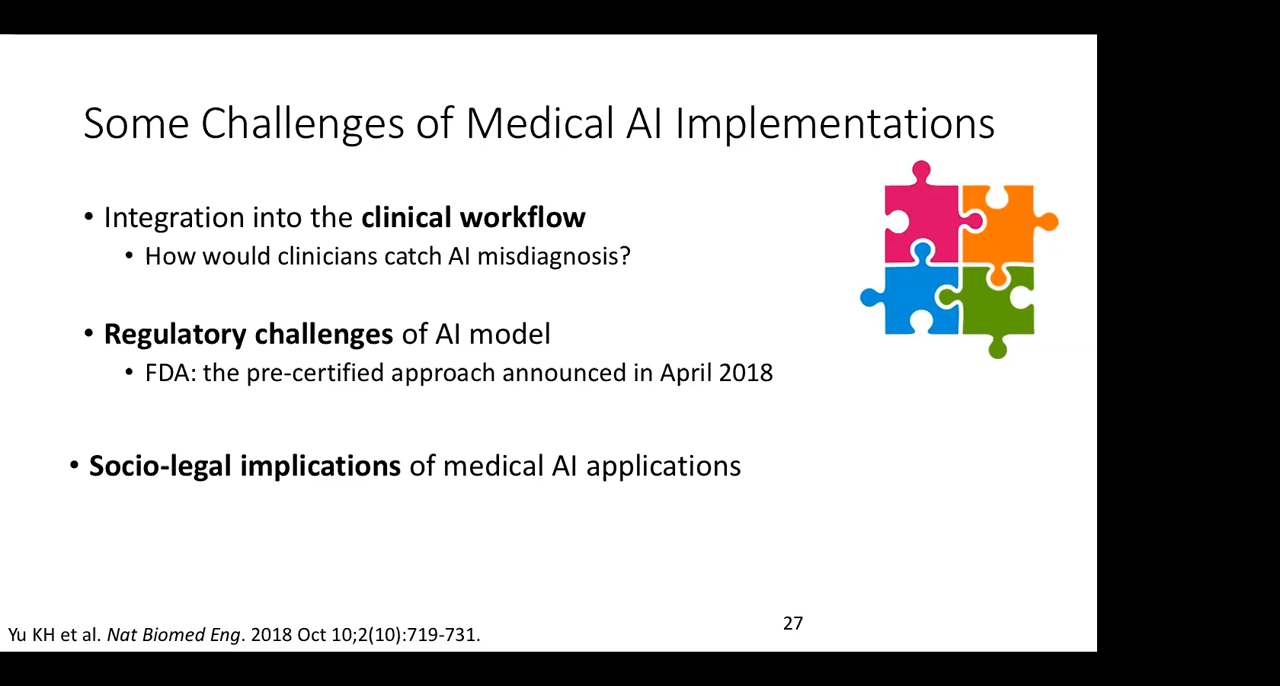 Some Challenges of Medical AI Implementations
• Integration into the clinical workflow
• How would clinicians catch AI misdiagnosis?
• Regulatory challenges of AI model
• FDA: the pre-certified approach announced in April 2018
• Socio-legal implications of medical AI applications
27
Yu KH et al. Nat Biomed Eng. 2018 Oct 10;2(10):719-731.